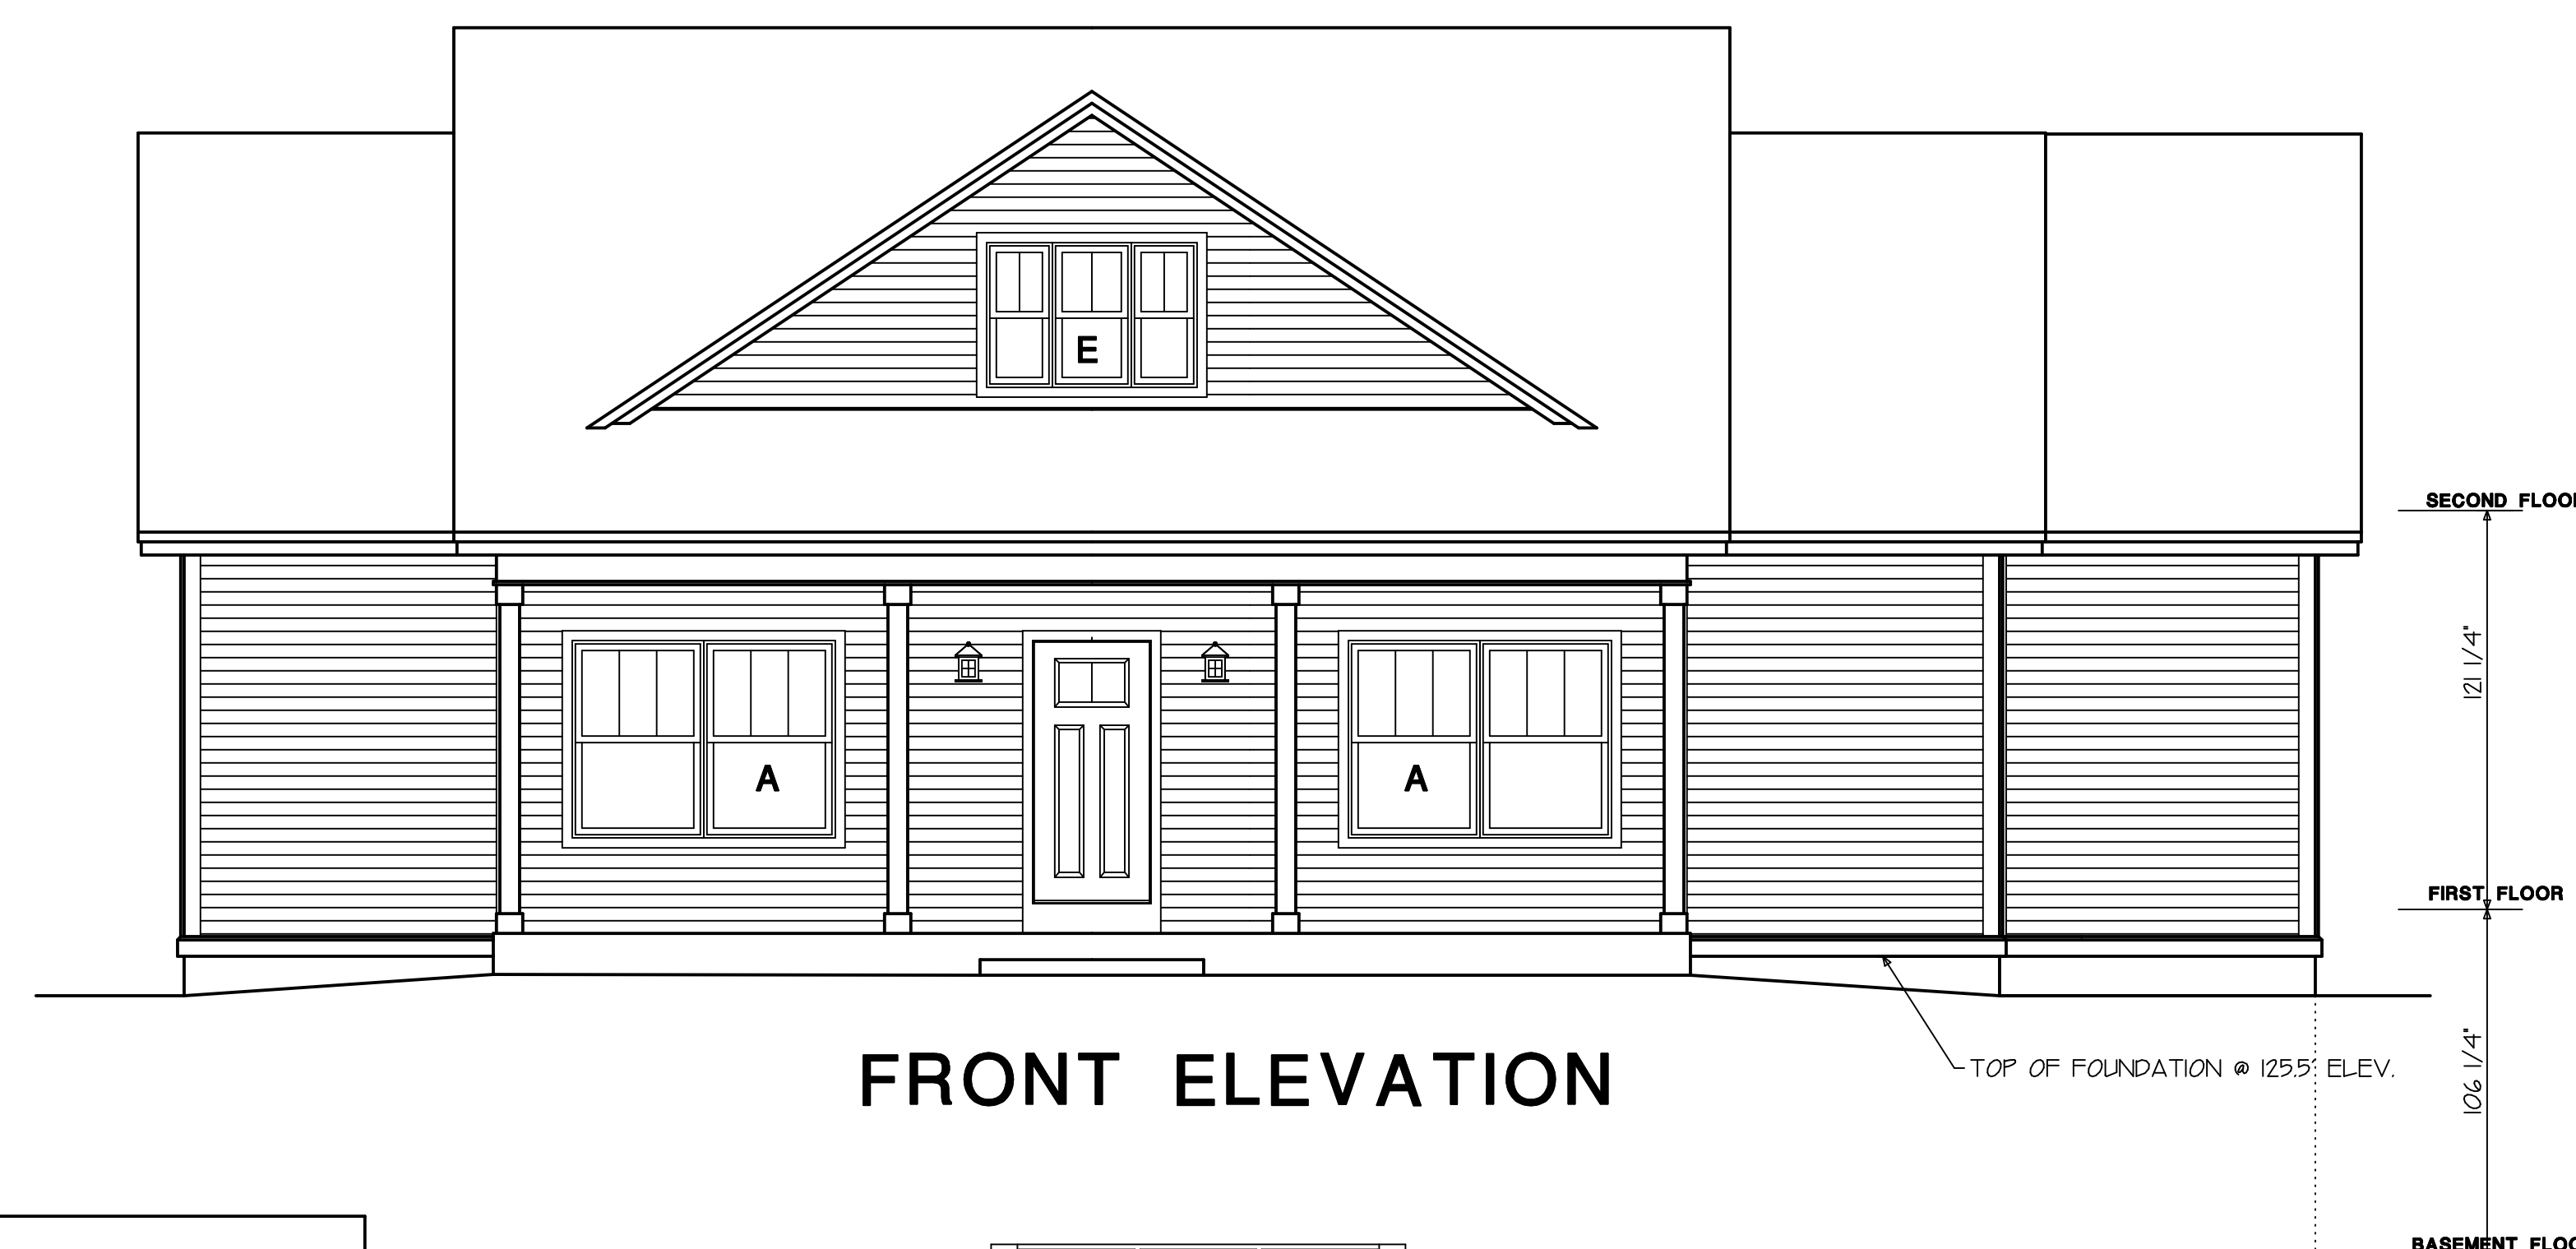 E
SECOND FLOOR
121 1/4"
A
A
FIRST FLOOR
FRONT ELEVATION
TOP OF FOUNDATION @ 125.5' ELEV.
106 1/4"
BASEMENT FLOO